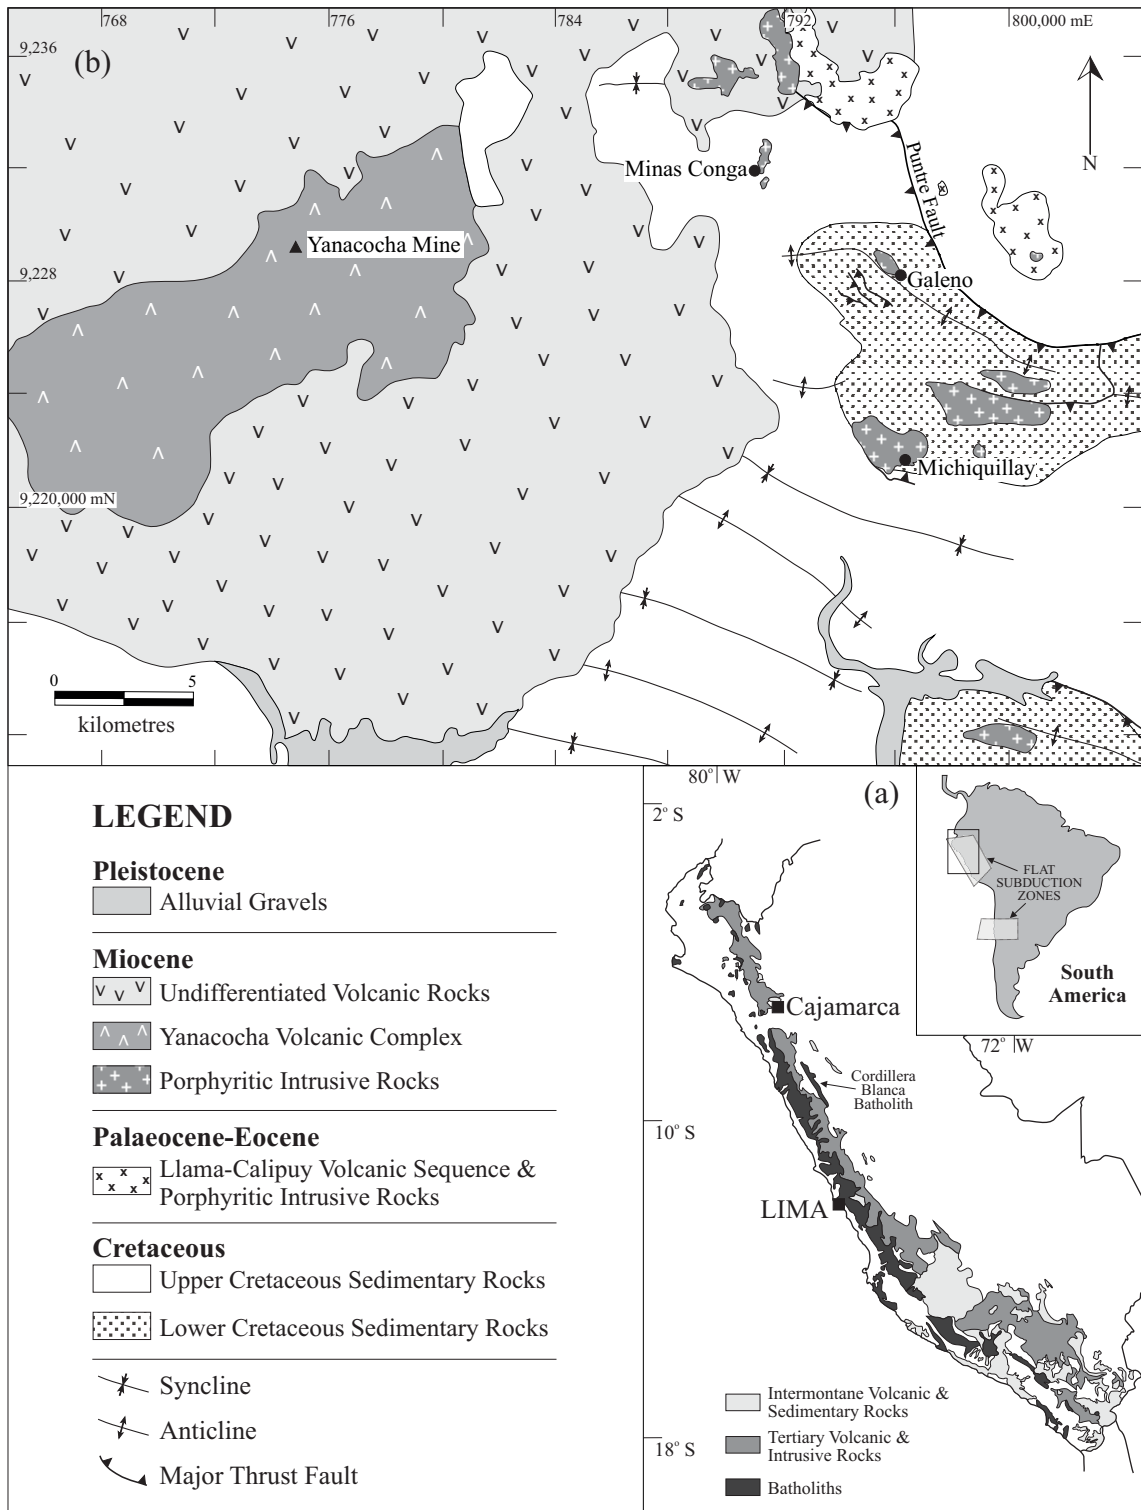 768
776
784
792
800,000 mE
9,236
(b)
N
Minas Conga
Puntre Fault
Yanacocha Mine
9,228
Galeno
Michiquillay
9,220,000 mN
0
5
kilometres
LEGEND
Pleistocene
Alluvial Gravels
Miocene
Undifferentiated Volcanic Rocks
Yanacocha Volcanic Complex
Porphyritic Intrusive Rocks
Palaeocene-Eocene
Llama-Calipuy Volcanic Sequence &
Porphyritic Intrusive Rocks
Cretaceous
Upper Cretaceous Sedimentary Rocks
Lower Cretaceous Sedimentary Rocks
Syncline
Anticline
Major Thrust Fault
80° W
(a)
2° S
FLAT
SUBDUCTION
ZONES
South
America
72° W
Cajamarca
Cordillera
Blanca
Batholith
10° S
LIMA
18° S
Intermontane Volcanic &
Sedimentary Rocks
Tertiary Volcanic &
Intrusive Rocks
Batholiths